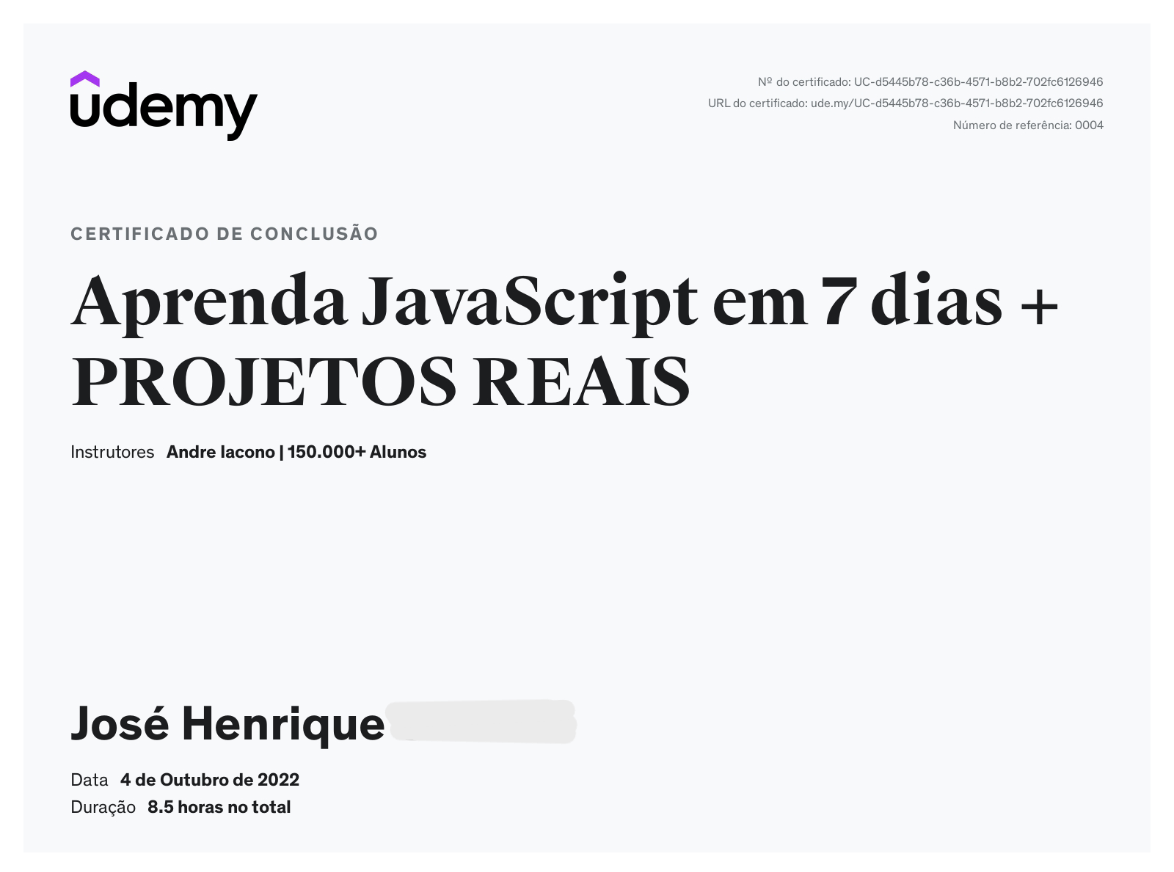 udemy
Nº do certificado: UC-d5445b78-c36b-4571-b8b2-702fc6126946
URL do certificado: ude.my/UC-d5445b78-c36b-4571-b8b2-702fc6126946
Número de referência: 0004
CERTIFICADO DE CONCLUSÃO
Aprenda JavaScript em 7 dias +
PROJETOS REAIS
Instrutores Andre Iacono | 150.000+ Alunos
José Henrique
Data 4 de Outubro de 2022
Duração 8.5 horas no total